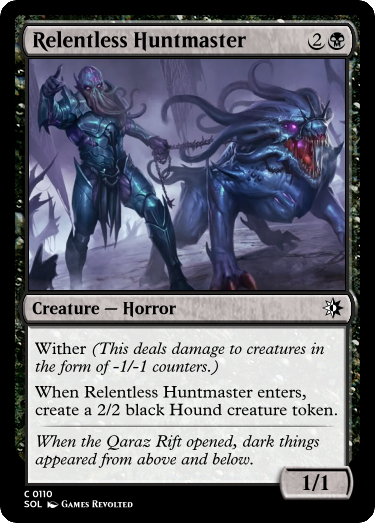 Relentless Huntmaster 2
Creature — Horror
Wither (This deals damage to creatures in
the form of -1/-1 counters.)
When Relentless Huntmaster enters,
create a 2/2 black Hound creature token.
When the Qaraz Rift opened, dark things
appeared from above and below.
1/1
C 0110
SOL Games Revolted